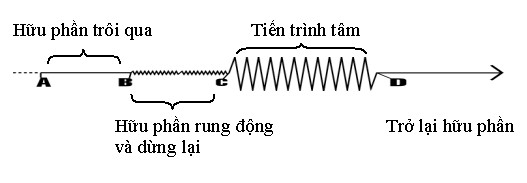 Hữu phần trôi qua
Tiến trình tâm
A
B
C
D
Hữu phần rung động
và dừng lại
Trở lại hữu phần